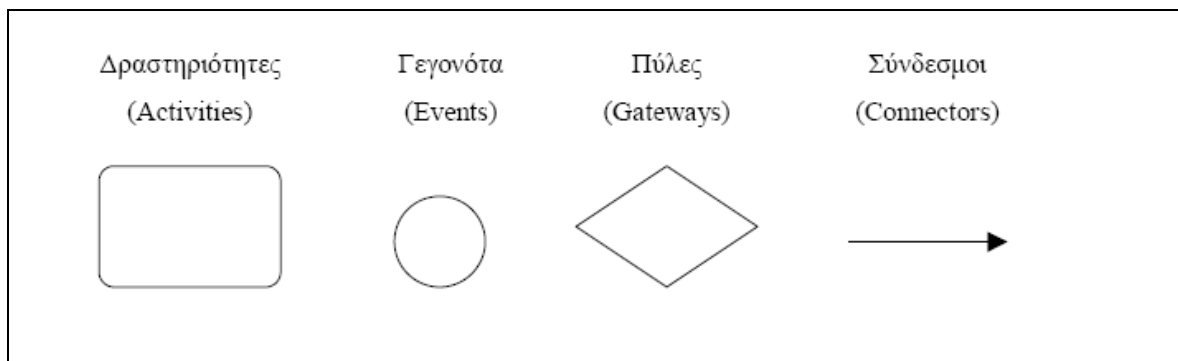 Δραστηριότητες Γεγονότα Πύλες Σύνδεσμοι
(Activities) (Events) (Gateways) (Connectors)